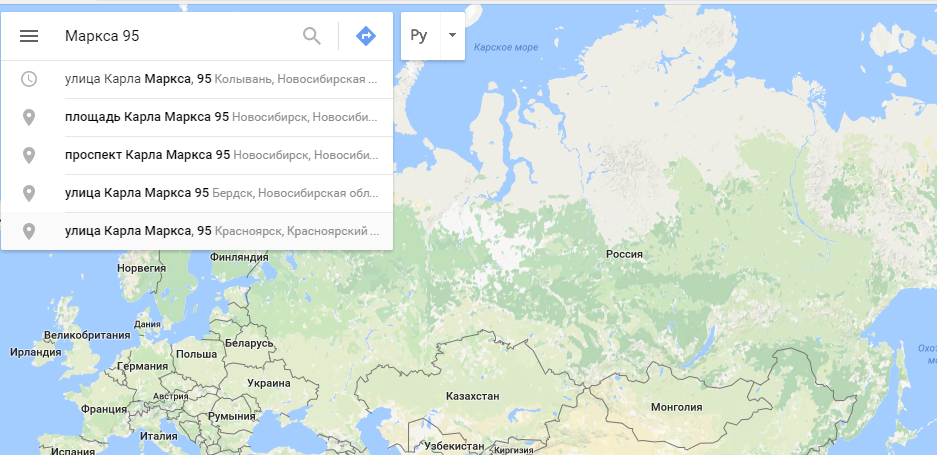 Маркса 95
Ру
улица Карла Маркса, 95 Колывань, Новосибирская ...
площадь Карла Маркса 95 Новосибирск, Новосиби...
проспект Карла Маркса 95 Новосибирск, Новосиби...
улица Карла Маркса 95 Бердск, Новосибирская обл...
улица Карла Маркса, 95 Красноярск, Красноярский ...
Карское море
Россия
Норвегия
Финляндия
Великобритания
Дания
Ирландия
Беларусь
Польша
Германия
Украина
Австрия
Франция
Румыния
Италия
Испания
Казахстан
Монголия
Узбекистан
Киргизия
Охот
мо